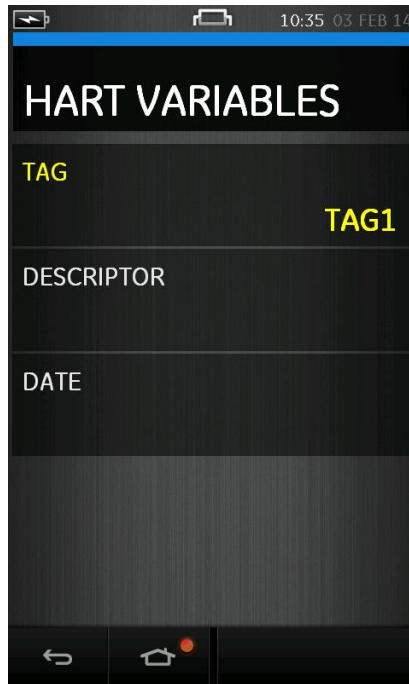 10:35 03 FEB 14
HART VARIABLES
TAG
TAG1
DESCRIPTOR
DATE